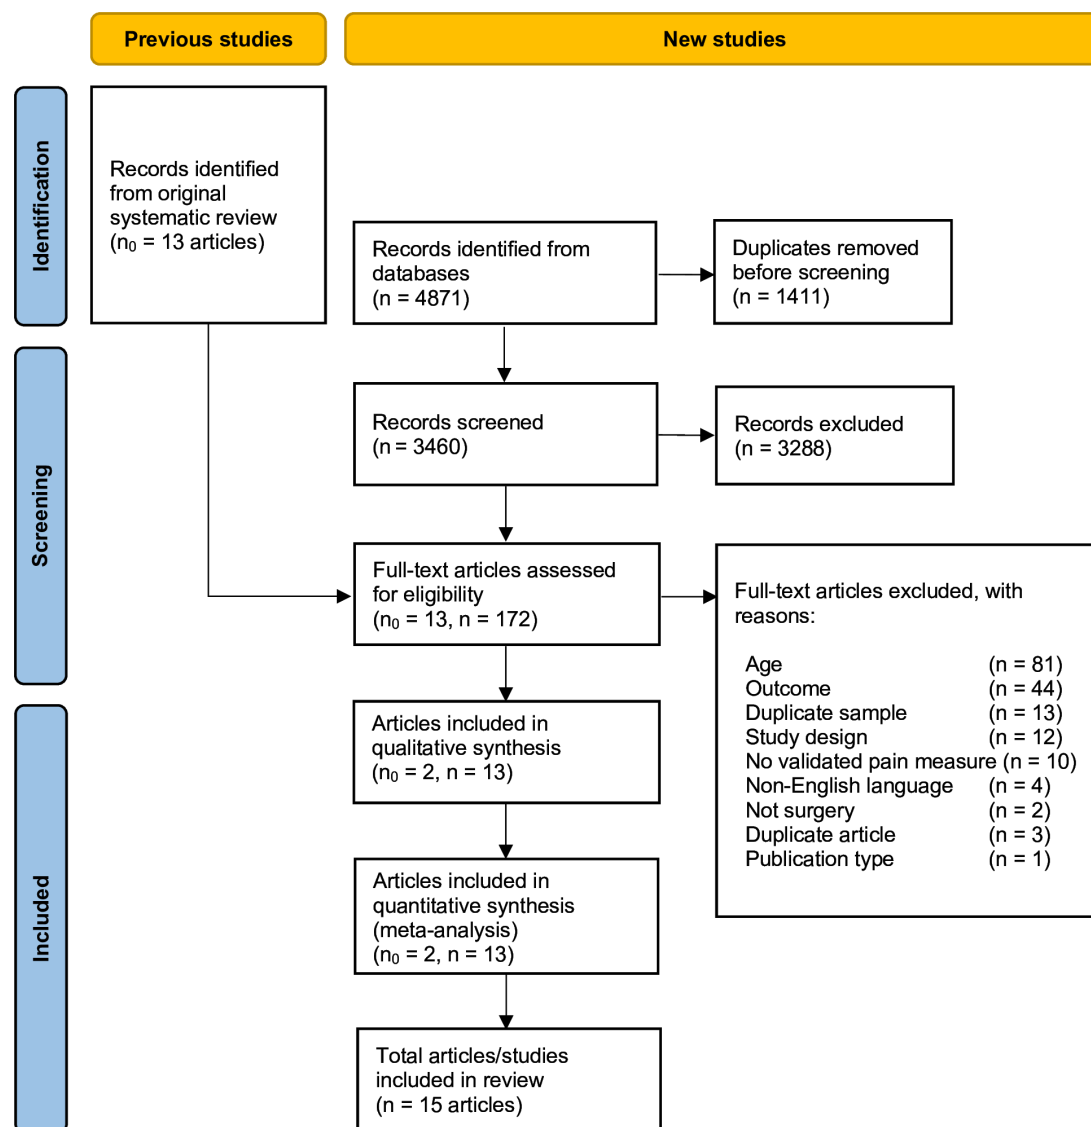 Previous studies
New studies
Identification
Records identified
from original
systematic review
(n₀ = 13 articles)
Records identified from
databases
(n = 4871)
Duplicates removed
before screening
(n = 1411)
Screening
Records screened
(n = 3460)
Records excluded
(n = 3288)
Full-text articles assessed
for eligibility
(n₀ = 13, n = 172)
Full-text articles excluded, with
reasons:
Age (n = 81)
Outcome (n = 44)
Duplicate sample (n = 13)
Study design (n = 12)
No validated pain measure (n = 10)
Non-English language (n = 4)
Not surgery (n = 2)
Duplicate article (n = 3)
Publication type (n = 1)
Included
Articles included in
qualitative synthesis
(n₀ = 2, n = 13)
Articles included in
quantitative synthesis
(meta-analysis)
(n₀ = 2, n = 13)
Total articles/studies
included in review
(n = 15 articles)